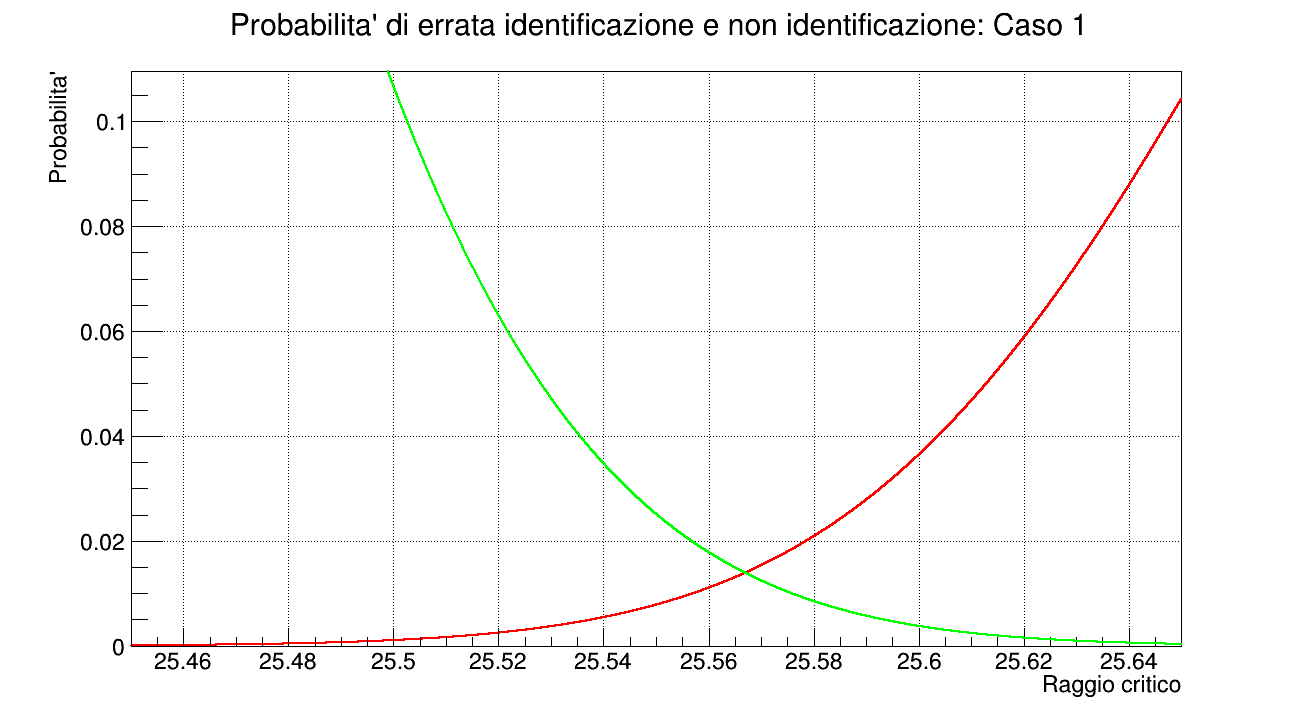 Probabilita' di errata identificazione e non identificazione: Caso 1
Probabilita'
0.1
0.08
0.06
0.04
0.02
0
25.46 25.48 25.5 25.52 25.54 25.56 25.58 25.6 25.62 25.64
Raggio critico